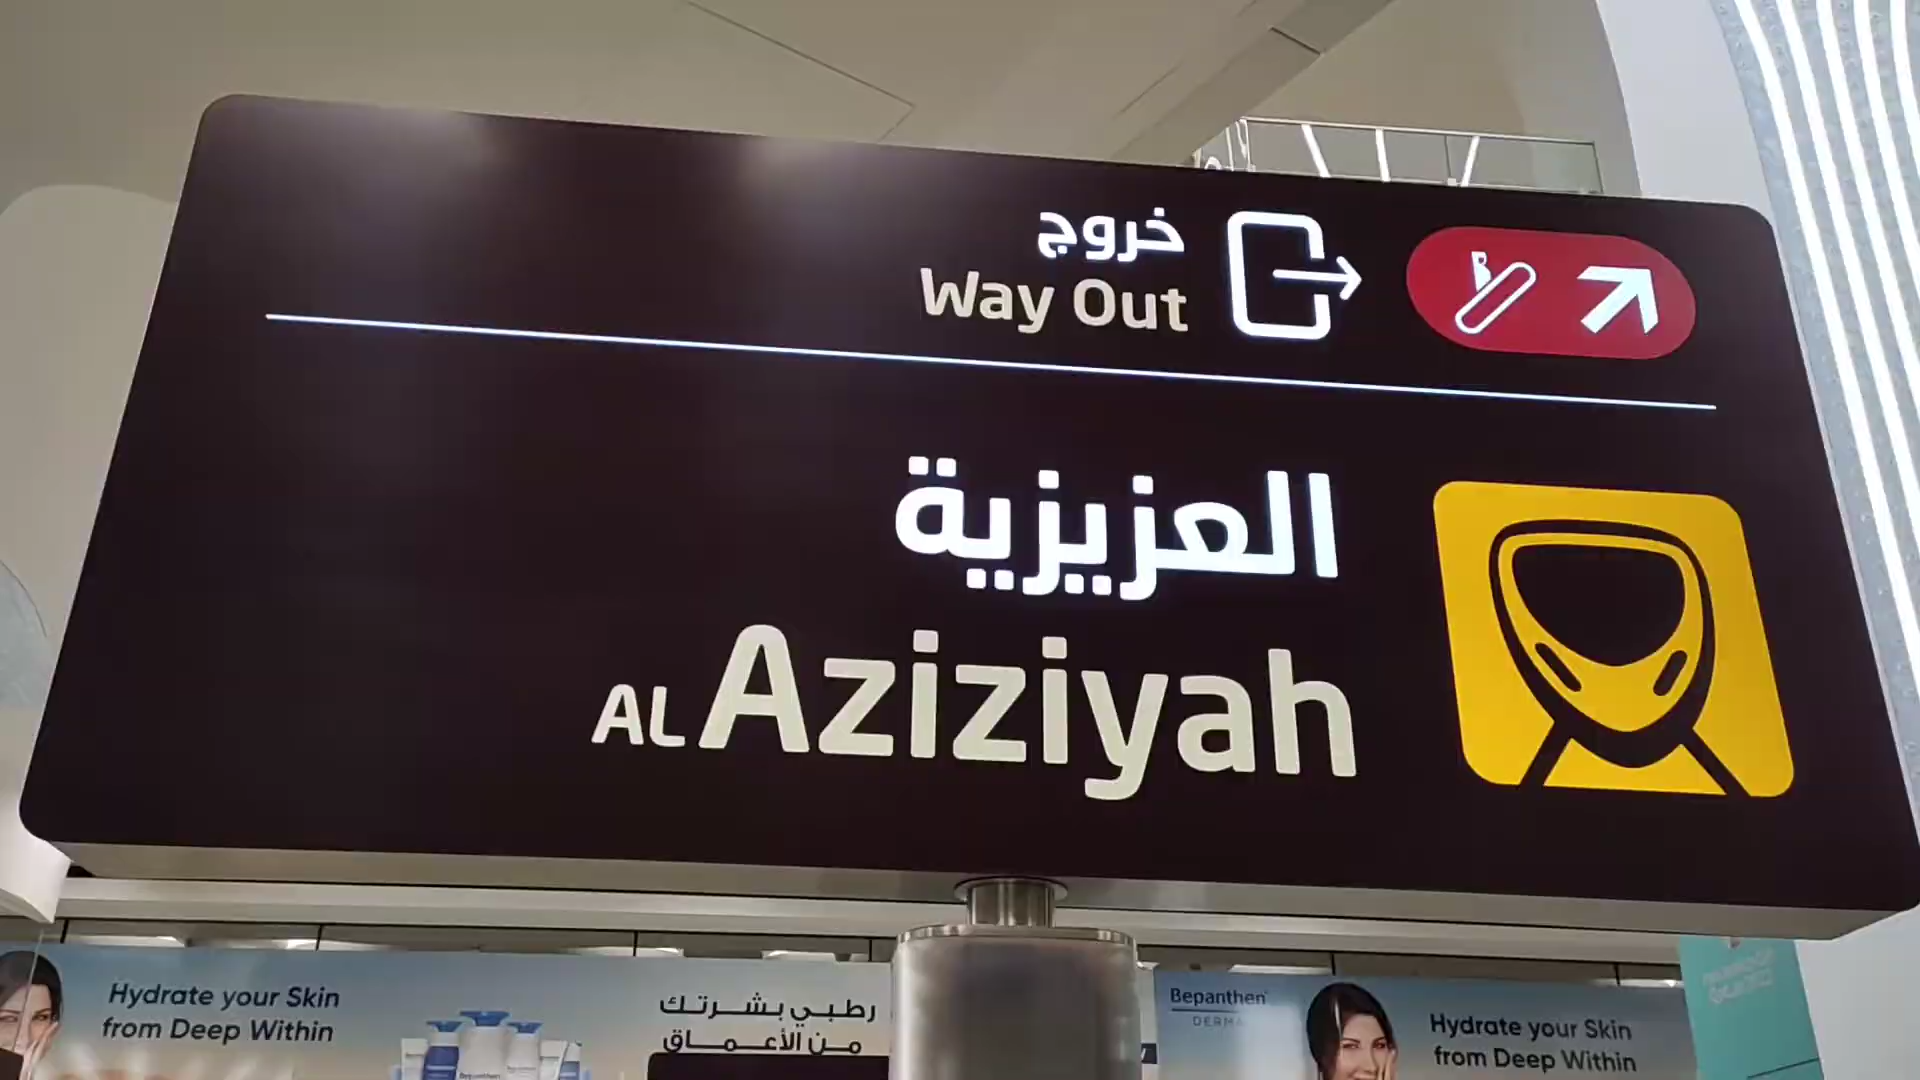 خروج
Way Out
العزيزية
AL Aziziyah
Hydrate your Skin
from Deep Within
Bepanthen
رطبي بشرتك
من الأعماق
Bepanthen
DERMA
Hydrate your Skin
from Deep Within